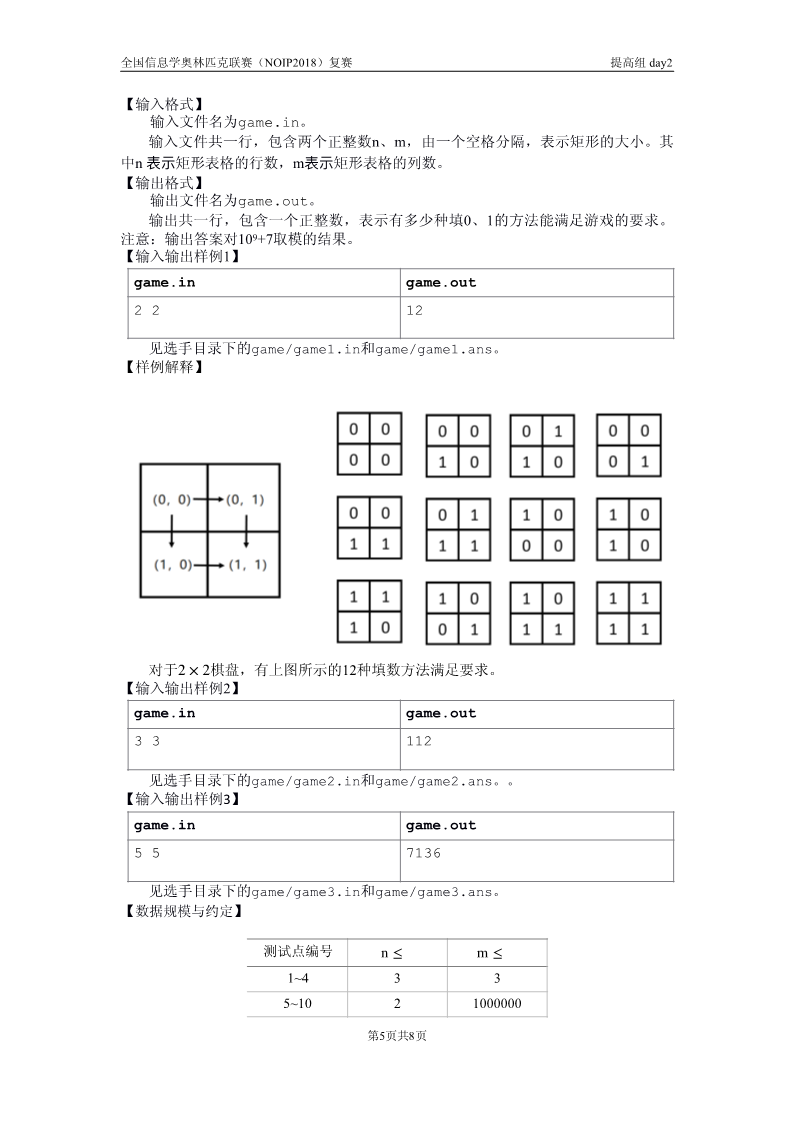 全国信息学奥林匹克联赛（NOIP2018）复赛 提高组 day2
【输入格式】
输入文件名为game.in。
输入文件共一行，包含两个正整数n、m，由一个空格分隔，表示矩形的大小。其
中n 表示矩形表格的行数，m表示矩形表格的列数。
【输出格式】
输出文件名为game.out。
输出共一行，包含一个正整数，表示有多少种填0、1的方法能满足游戏的要求。
注意：输出答案对10⁹+7取模的结果。
【输入输出样例1】
game.in game.out
2 2 12
见选手目录下的game/game1.in和game/game1.ans。
【样例解释】
0 0 0 0 0 1 0 0
0 0 1 0 1 0 0 1
(0, 0) (0, 1)
(1, 0) (1, 1)
0 0 0 1 1 0 1 0
1 1 1 1 0 0 1 0
1 1 1 0 1 0 1 1
1 0 0 1 1 1 1 1
对于2 × 2棋盘，有上图所示的12种填数方法满足要求。
【输入输出样例2】
game.in game.out
3 3 112
见选手目录下的game/game2.in和game/game2.ans。。
【输入输出样例3】
game.in game.out
5 5 7136
见选手目录下的game/game3.in和game/game3.ans。
【数据规模与约定】
测试点编号 n ≤ m ≤
1~4 3 3
5~10 2 1000000
第5页共8页